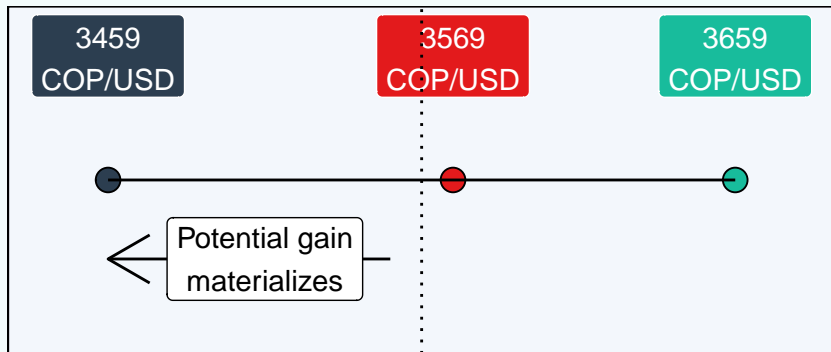 3459
COP/USD
3569
COP/USD
3659
COP/USD
Potential gain
materializes